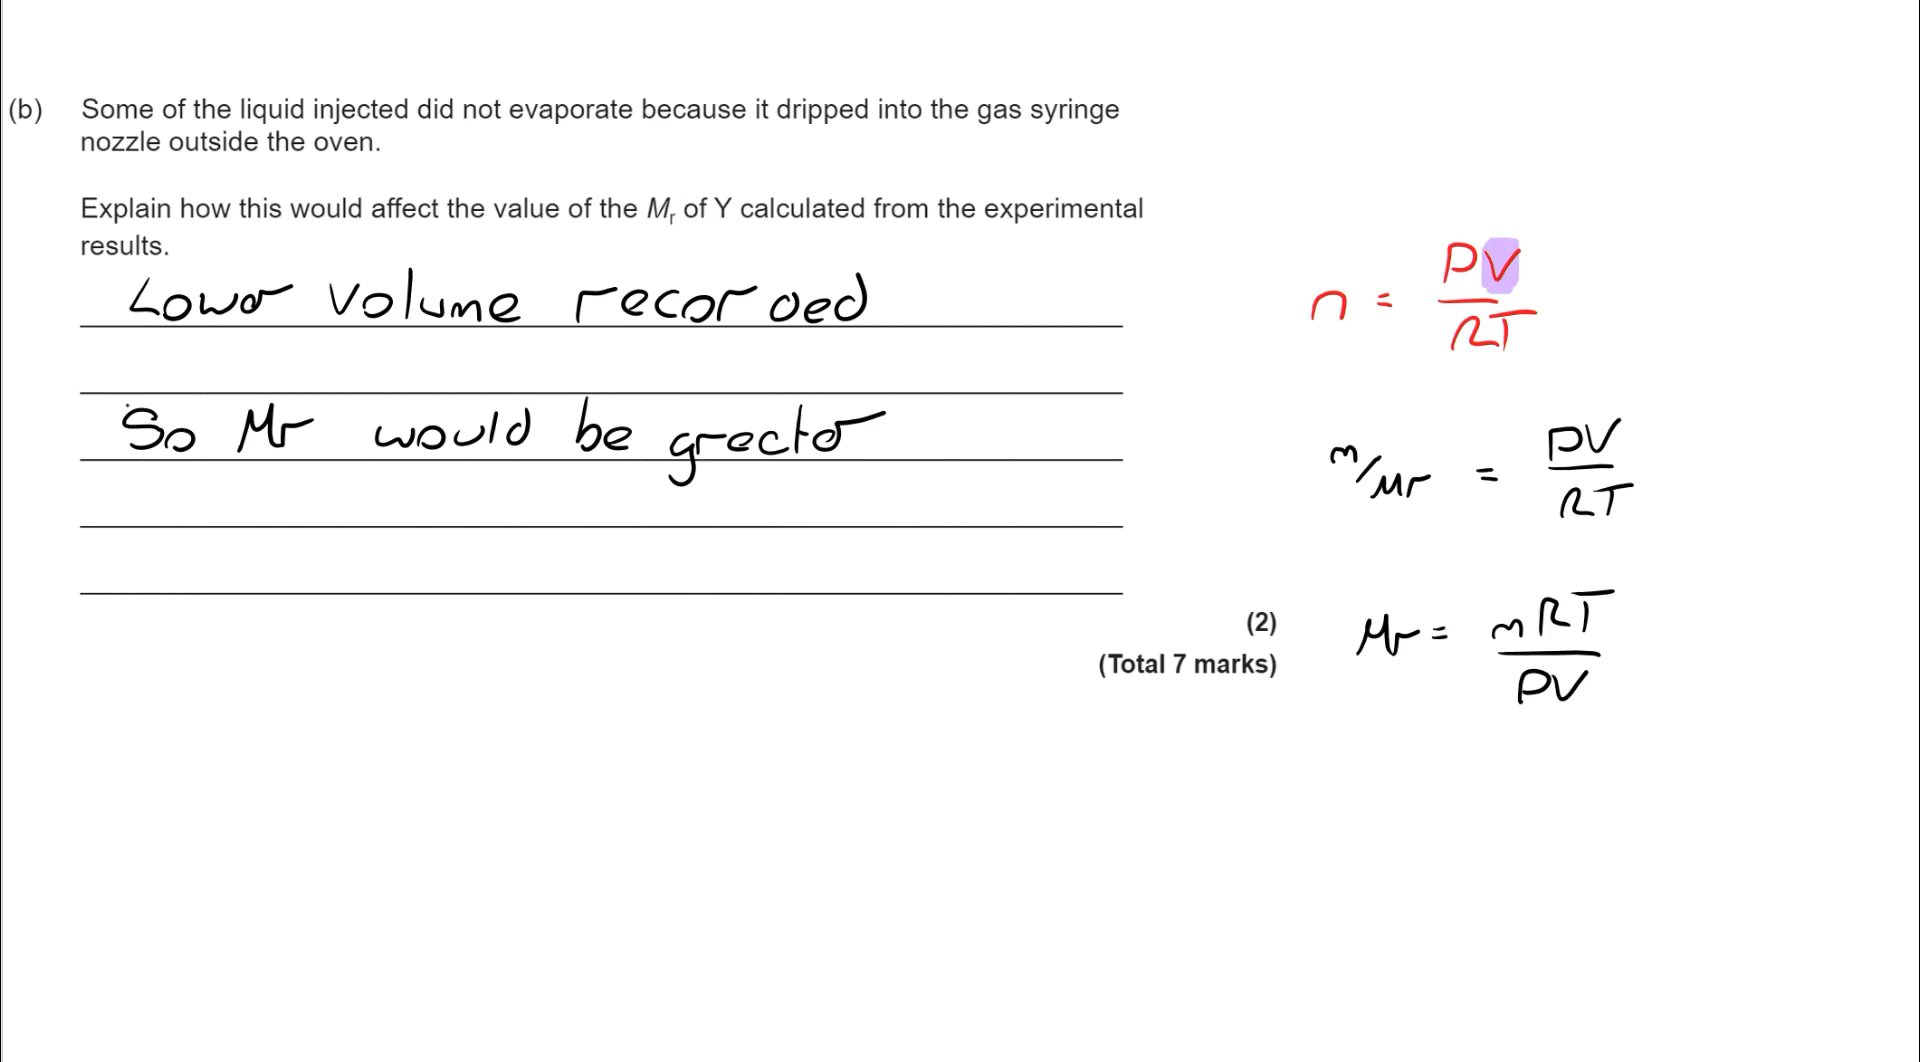 (b) Some of the liquid injected did not evaporate because it dripped into the gas syringe
nozzle outside the oven.
Explain how this would affect the value of the Mr of Y calculated from the experimental
results.
Lower volume recorded
So Mr would be greater
n = PV/RT
m/Mr = PV/RT
Mr = mRT/PV
(2)
(Total 7 marks)